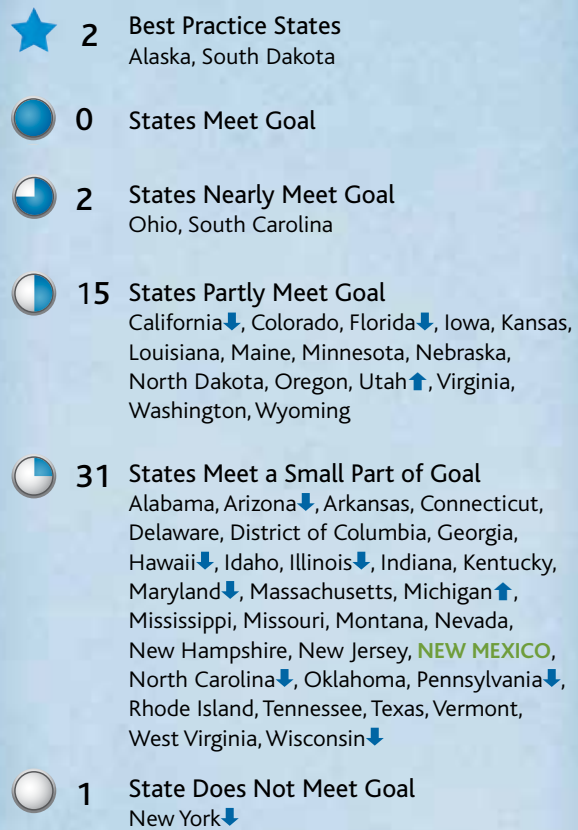 2 Best Practice States
Alaska, South Dakota
0 States Meet Goal
2 States Nearly Meet Goal
Ohio, South Carolina
15 States Partly Meet Goal
California⬇, Colorado, Florida⬇, Iowa, Kansas,
Louisiana, Maine, Minnesota, Nebraska,
North Dakota, Oregon, Utah⬆, Virginia,
Washington, Wyoming
31 States Meet a Small Part of Goal
Alabama, Arizona⬇, Arkansas, Connecticut,
Delaware, District of Columbia, Georgia,
Hawaii⬇, Idaho, Illinois⬇, Indiana, Kentucky,
Maryland⬇, Massachusetts, Michigan⬆,
Mississippi, Missouri, Montana, Nevada,
New Hampshire, New Jersey, NEW MEXICO,
North Carolina⬇, Oklahoma, Pennsylvania⬇,
Rhode Island, Tennessee, Texas, Vermont,
West Virginia, Wisconsin⬇
1 State Does Not Meet Goal
New York⬇